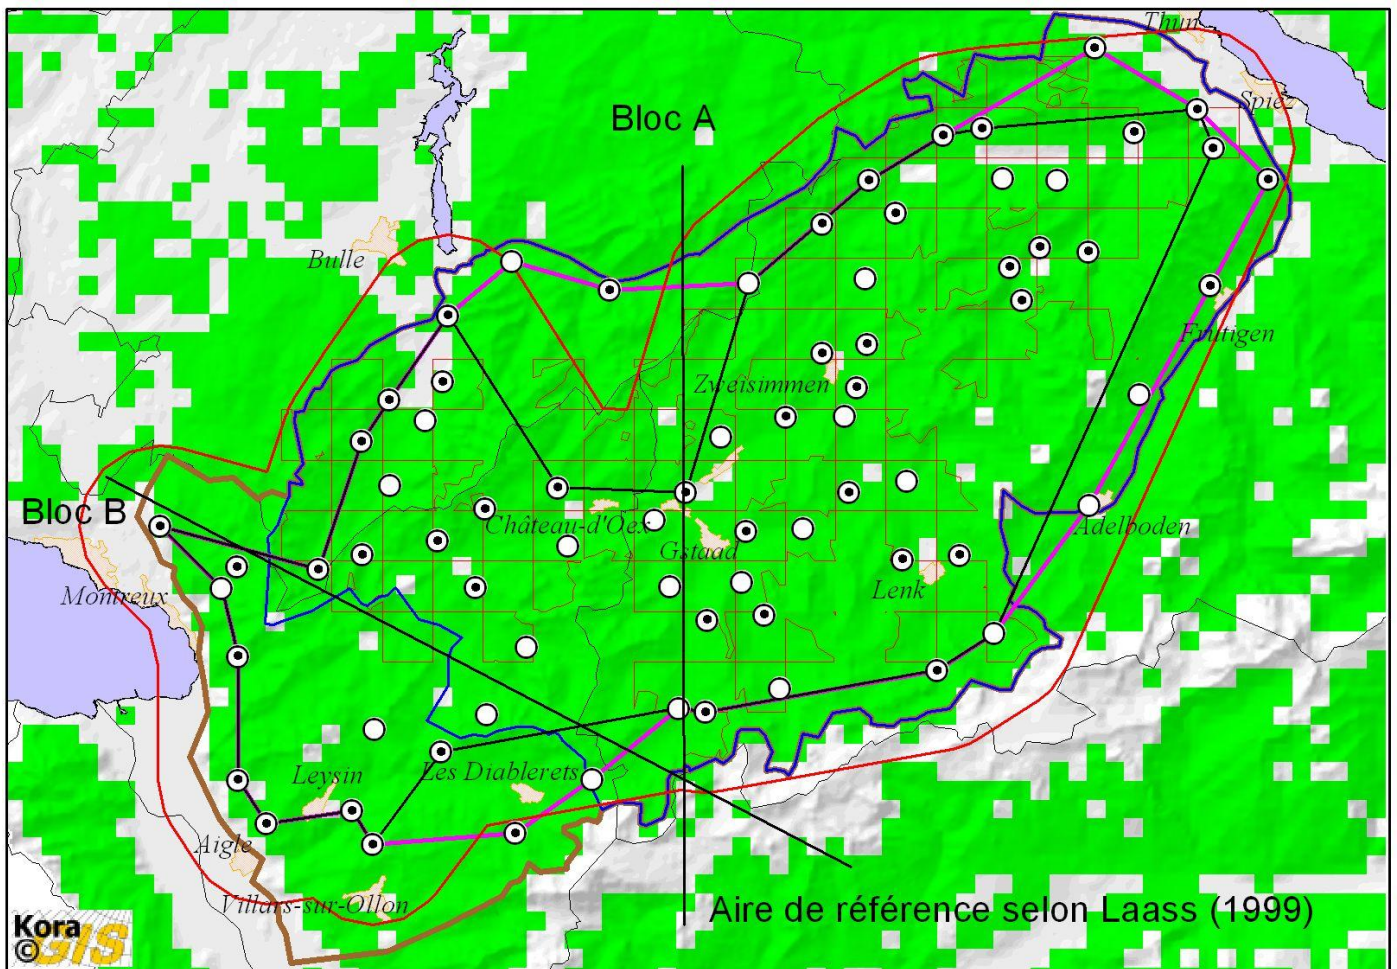 Thun
Spiez
Bloc A
Bulle
Frutigen
Zweisimmen
Bloc B
Château-d'Oex
Adelboden
Gstaad
Montreux
Lenk
Leysin
Les Diablerets
Aigle
Villars-sur-Ollon
Aire de référence selon Laass (1999)
Kora
© GIS